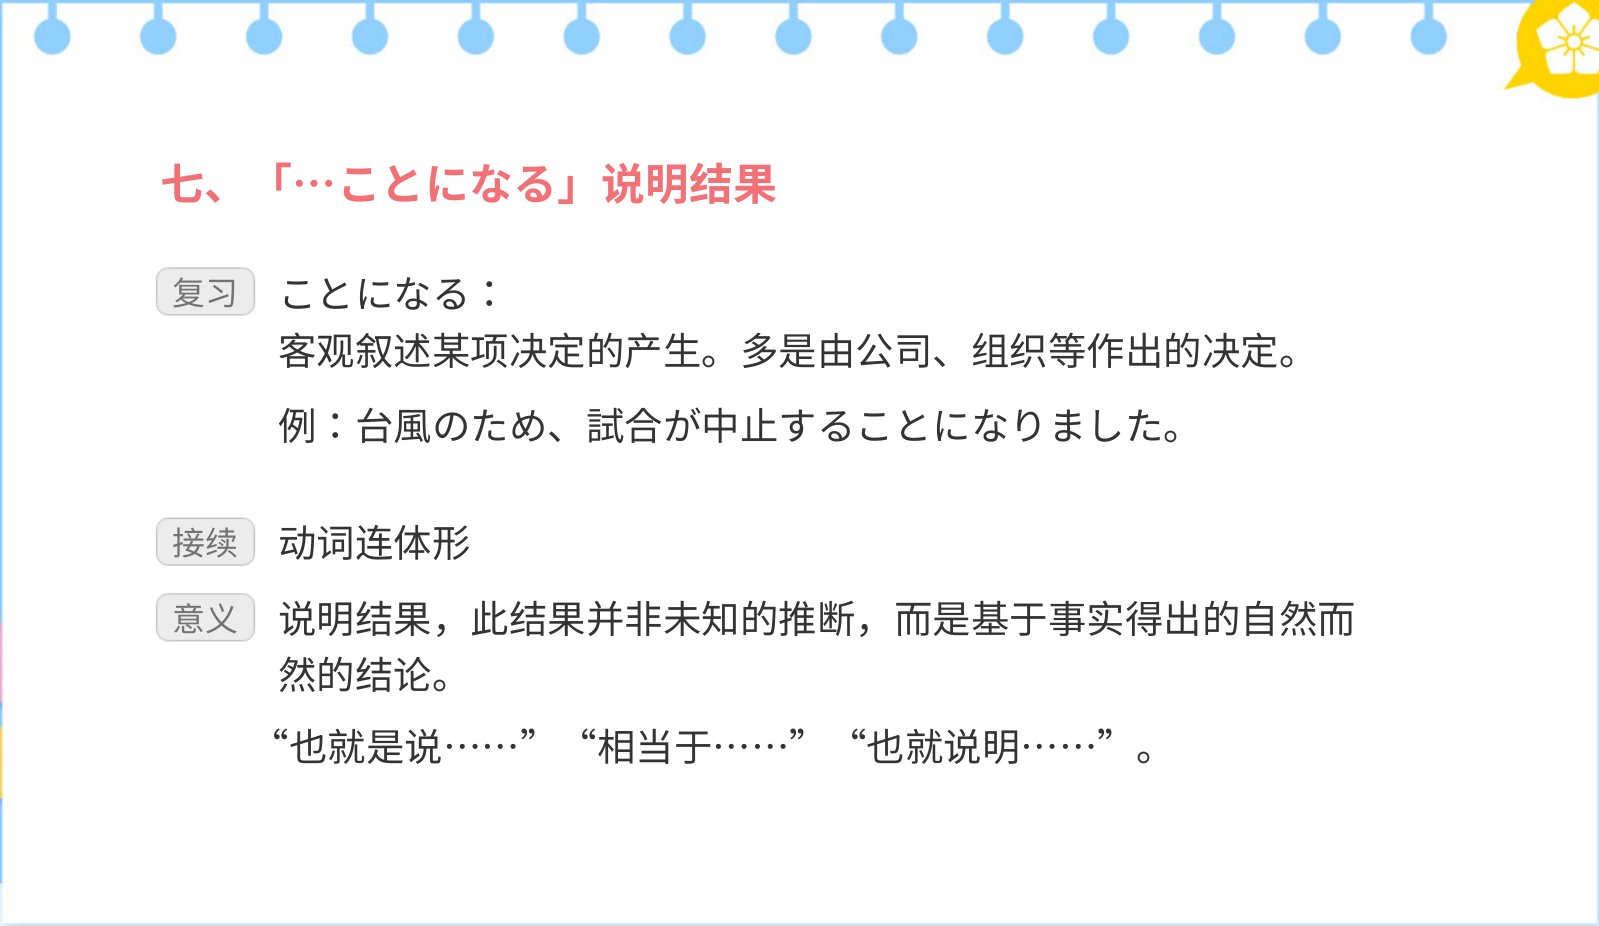 七、「…ことになる」说明结果
复习 ことになる：
客观叙述某项决定的产生。多是由公司、组织等作出的决定。
例：台風のため、試合が中止することになりました。
接续 动词连体形
意义 说明结果，此结果并非未知的推断，而是基于事实得出的自然而
然的结论。
“也就是说……” “相当于……” “也就说明……” 。